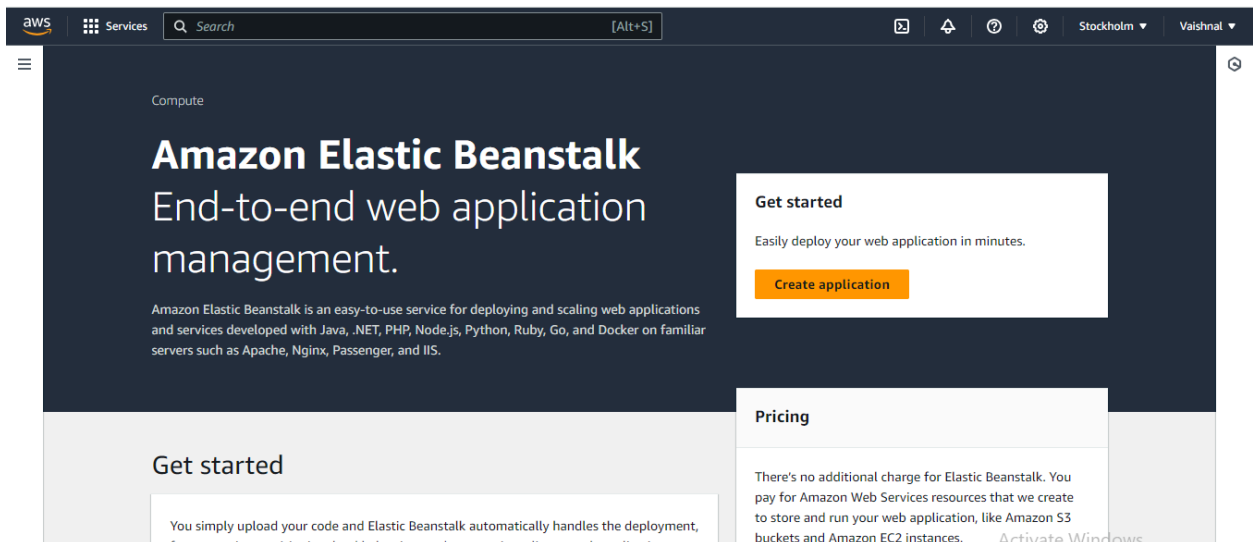 aws
Services
Search
[Alt+S]
Stockholm
Vaishnal
Compute
Amazon Elastic Beanstalk
End-to-end web application
management.
Amazon Elastic Beanstalk is an easy-to-use service for deploying and scaling web applications
and services developed with Java, .NET, PHP, Node.js, Python, Ruby, Go, and Docker on familiar
servers such as Apache, Nginx, Passenger, and IIS.
Get started
Easily deploy your web application in minutes.
Create application
Pricing
There's no additional charge for Elastic Beanstalk. You
pay for Amazon Web Services resources that we create
to store and run your web application, like Amazon S3
buckets and Amazon EC2 instances.
Get started
You simply upload your code and Elastic Beanstalk automatically handles the deployment,
Activate Windows